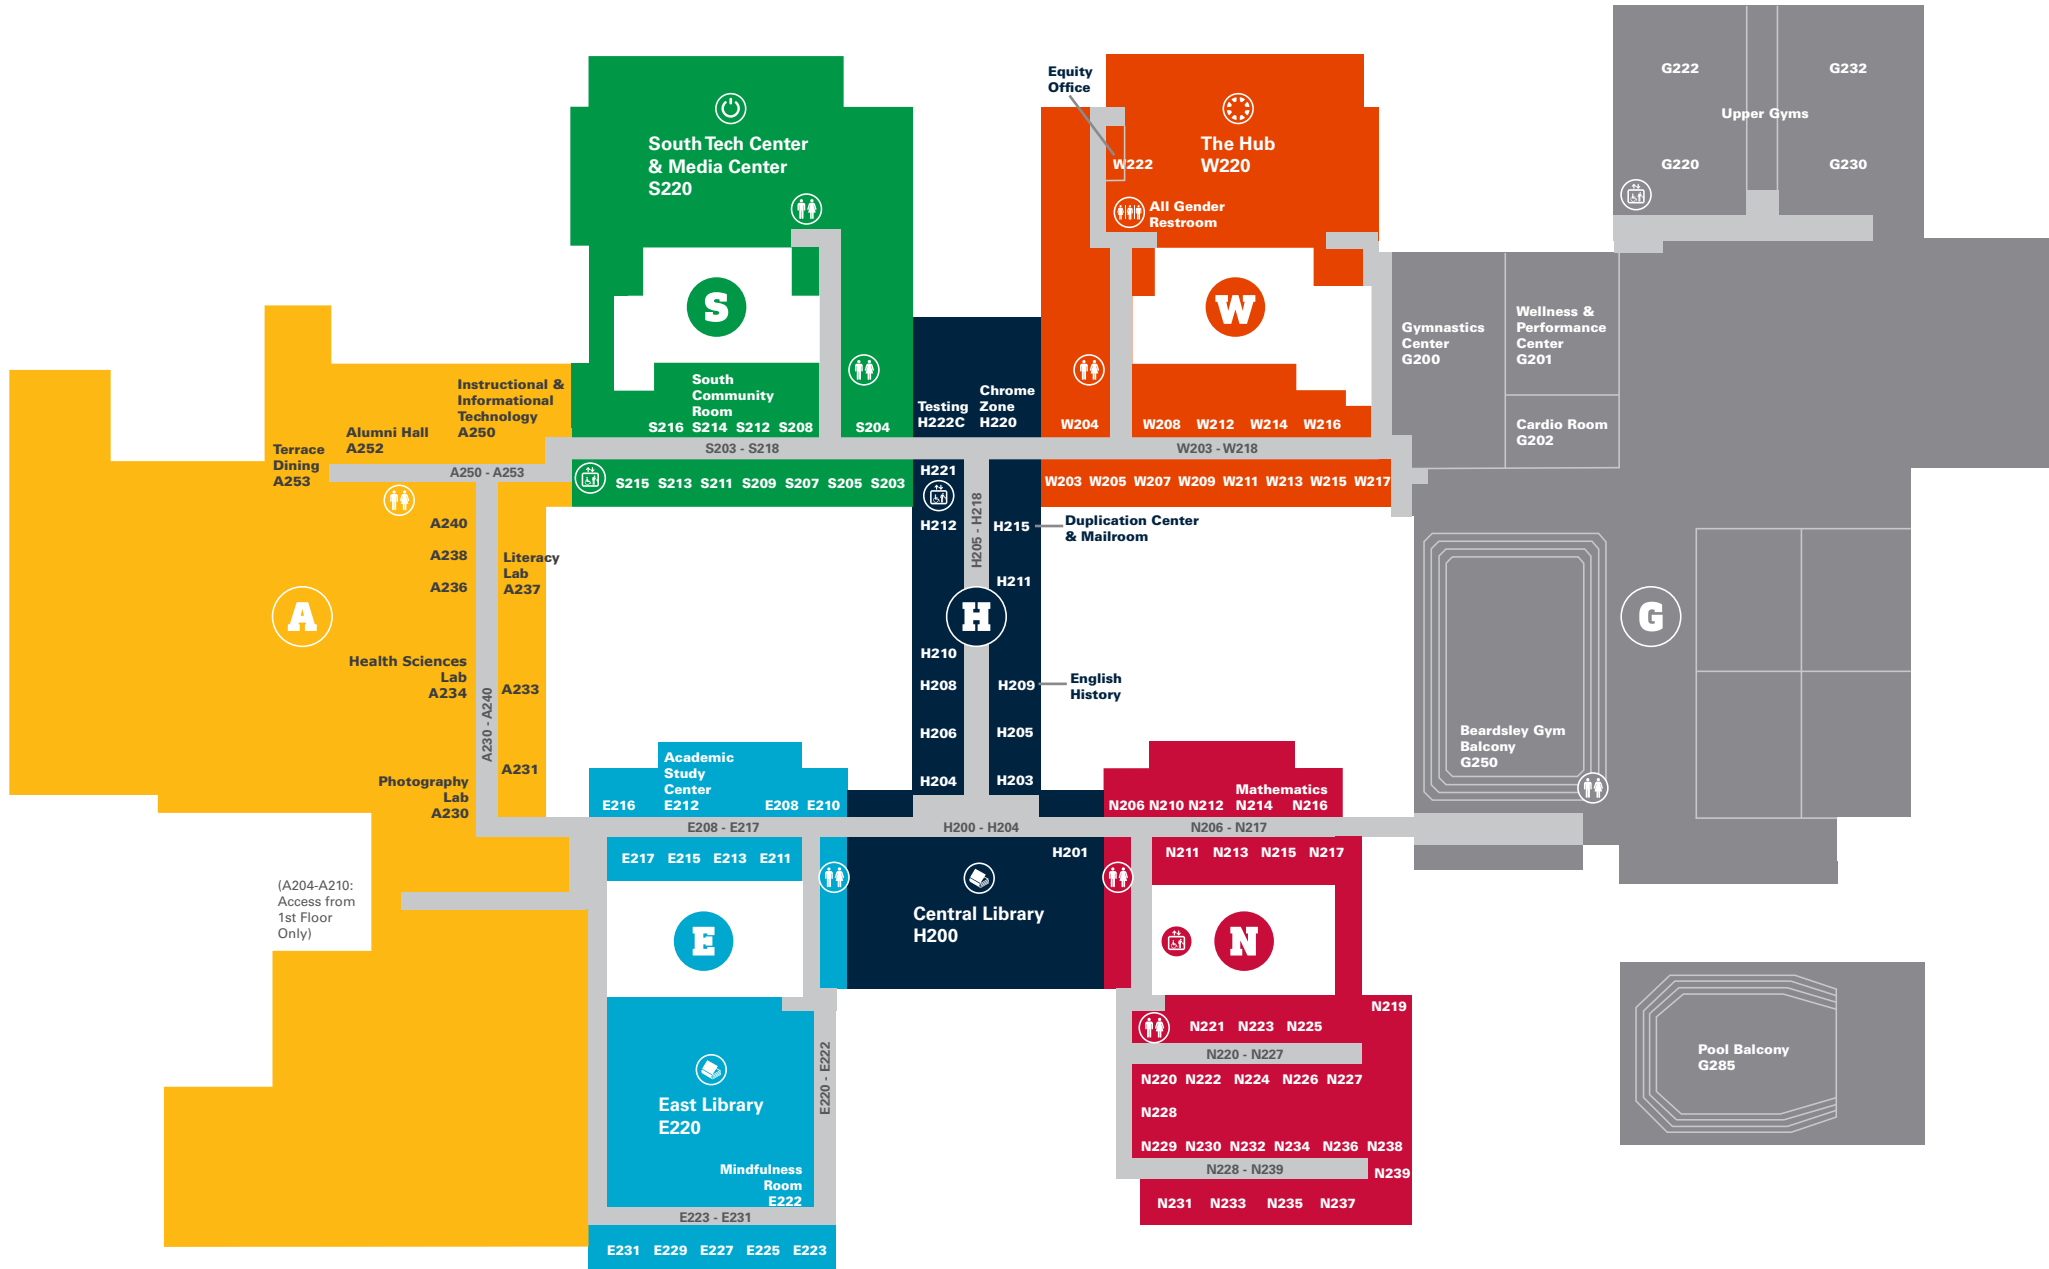 South Tech Center
& Media Center
S220
S
South
Community
Room
S216 S214 S212 S208
S204
S203 - S218
S215 S213 S211 S209 S207 S205 S203
Equity
Office
W222
The Hub
W220
All Gender
Restroom
W
W204
W208 W212 W214 W216
W203 - W218
W203 W205 W207 W209 W211 W213 W215 W217
G222
G232
Upper Gyms
G220
G230
Gymnastics
Center
G200
Wellness &
Performance
Center
G201
Cardio Room
G202
G
Beardsley Gym
Balcony
G250
Pool Balcony
G285
Instructional &
Informational
Technology
A250
Alumni Hall
A252
Terrace
Dining
A253
A250 - A253
A240
A238
A236
Literacy
Lab
A237
A
Health Sciences
Lab
A234
A233
A230 - A240
A231
Photography
Lab
A230
(A204-A210:
Access from
1st Floor
Only)
Testing
H222C
Chrome
Zone
H220
H221
H212
H205 - H218
H215
Duplication Center
& Mailroom
H211
H
H210
H208
H209
English
History
H206
H205
H204
H203
H200 - H204
H201
Central Library
H200
Academic
Study
Center
E216 E212 E208 E210
E208 - E217
E217 E215 E213 E211
E
East Library
E220
E220 - E222
Mindfulness
Room
E222
E223 - E231
E231 E229 E227 E225 E223
Mathematics
N206 N210 N212 N214 N216
N206 - N217
N211 N213 N215 N217
N
N219
N221 N223 N225
N220 - N227
N220 N222 N224 N226 N227
N228
N229 N230 N232 N234 N236 N238
N228 - N239
N239
N231 N233 N235 N237